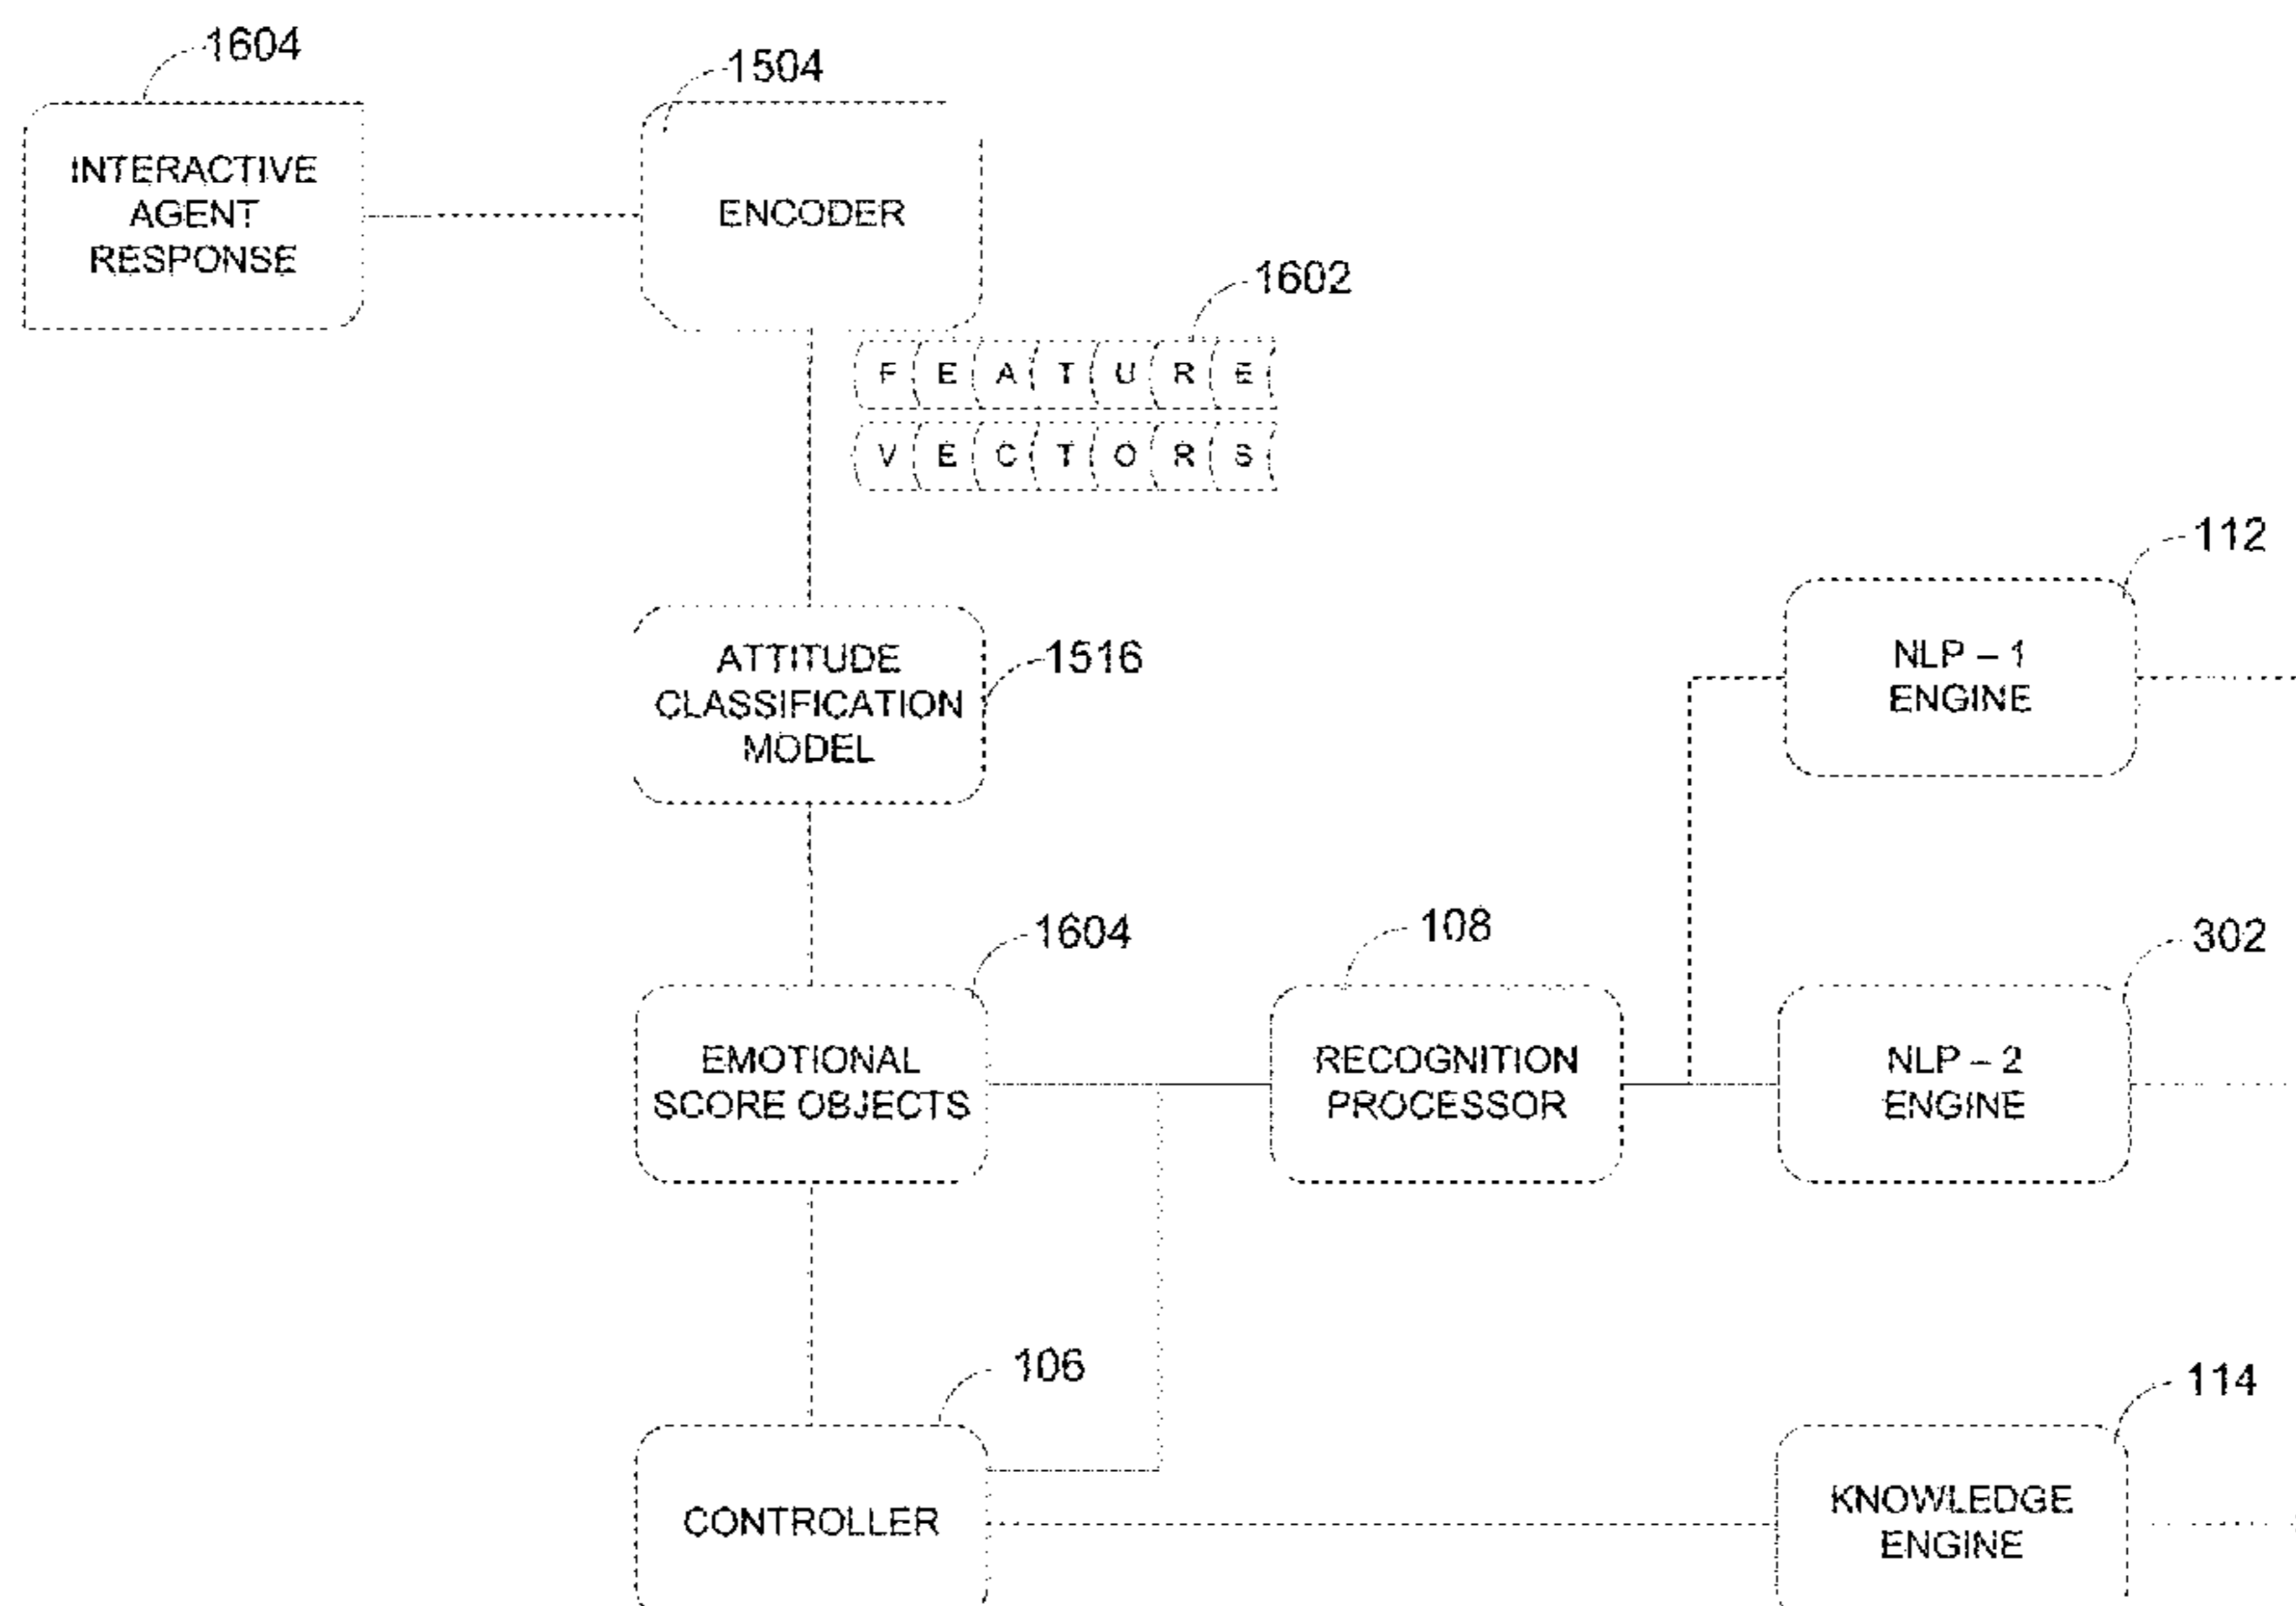 1604
1504
INTERACTIVE
AGENT
RESPONSE
ENCODER
1602
F E A T U R E
V E C T O R S
112
ATTITUDE
CLASSIFICATION
MODEL
1516
NLP – 1
ENGINE
1604
108
302
EMOTIONAL
SCORE OBJECTS
RECOGNITION
PROCESSOR
NLP – 2
ENGINE
106
114
CONTROLLER
KNOWLEDGE
ENGINE